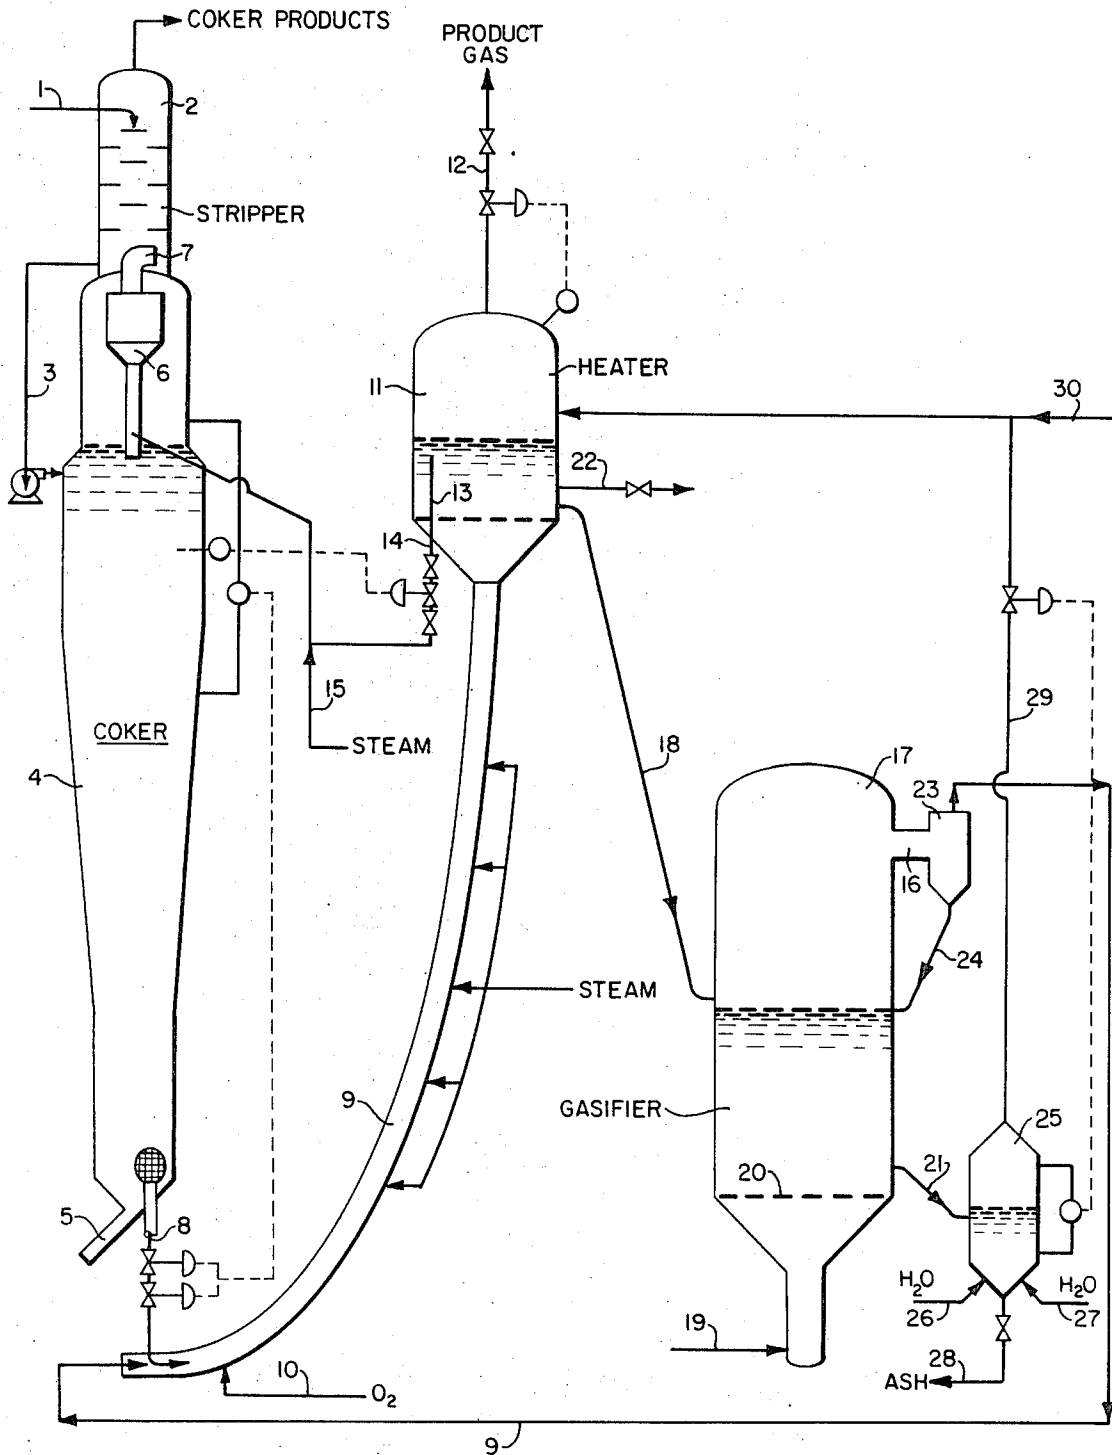 COKER PRODUCTS
PRODUCT
GAS
1
2
12
STRIPPER
7
3
6
11
HEATER
30
22
13
14
COKER
15
STEAM
29
18
17
23
4
16
24
STEAM
9
GASIFIER
25
20
21
5
8
H2O
H2O
26
27
19
10
O2
28
ASH
9